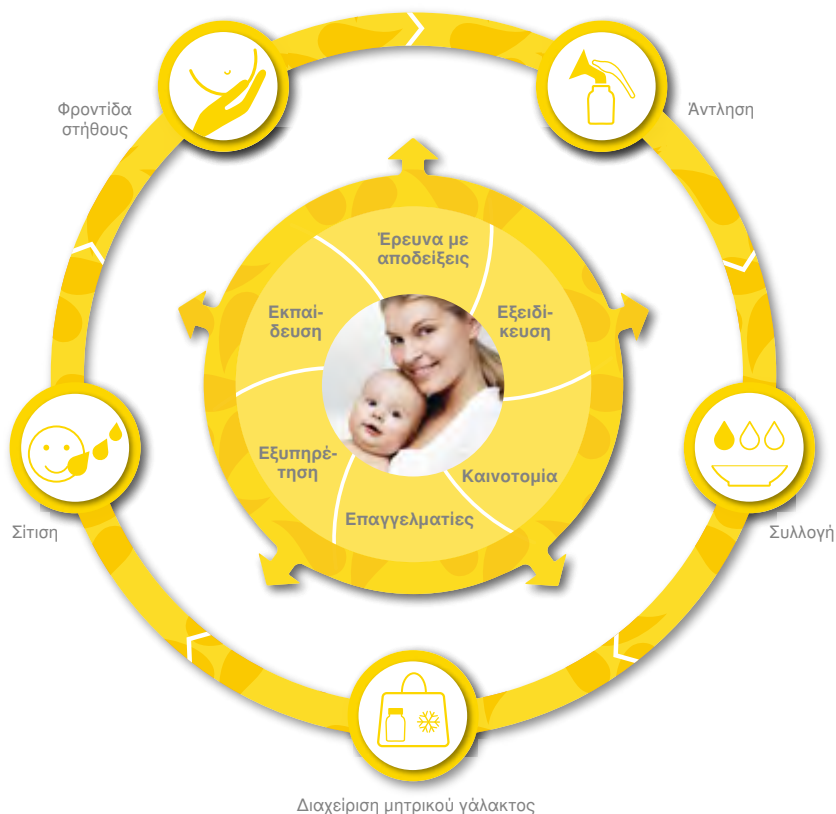 Φροντίδα
στήθους
Άντληση
Έρευνα με
αποδείξεις
Εκπαί-
δευση
Εξειδί-
κευση
Εξυπηρέ-
τηση
Καινοτομία
Επαγγελματίες
Σίτιση
Συλλογή
Διαχείριση μητρικού γάλακτος